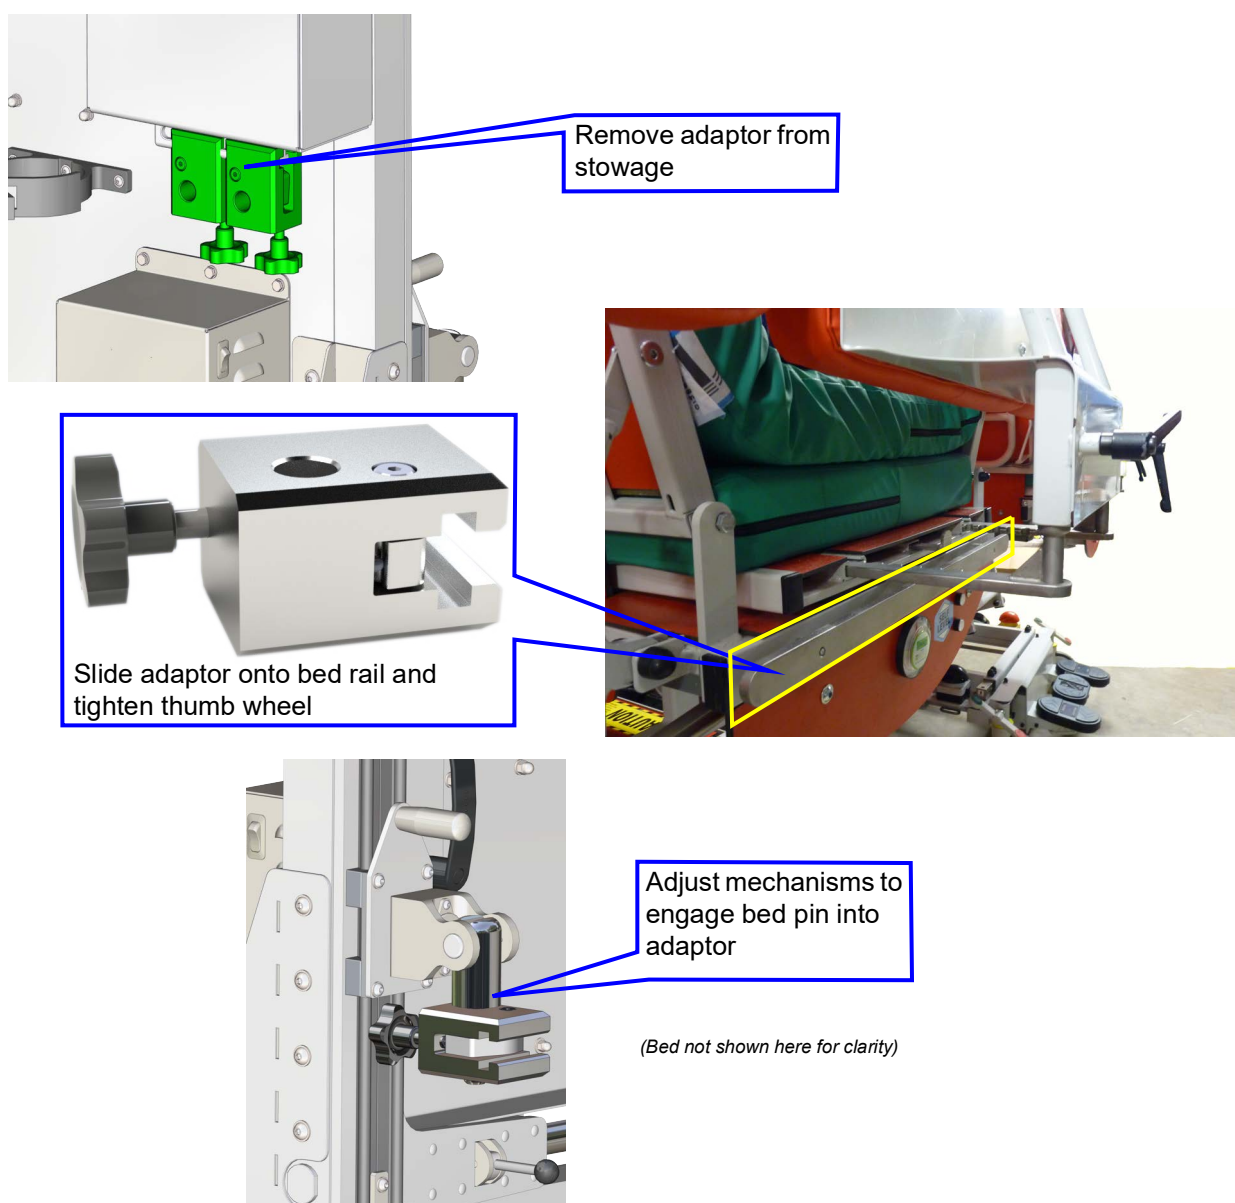 Remove adaptor from
stowage
Slide adaptor onto bed rail and
tighten thumb wheel
Adjust mechanisms to
engage bed pin into
adaptor
(Bed not shown here for clarity)